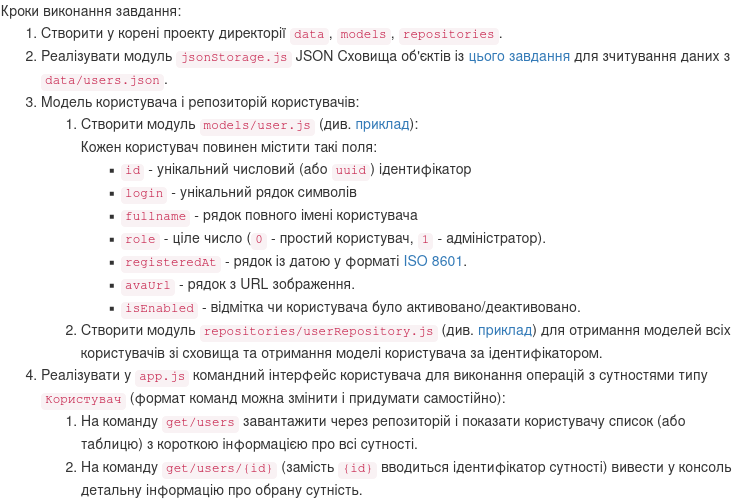 Кроки виконання завдання:
1. Створити у корені проекту директорії data, models, repositories.
2. Реалізувати модуль jsonStorage.js JSON Сховища об'єктів із цього завдання для зчитування даних з
data/users.json.
3. Модель користувача і репозиторій користувачів:
1. Створити модуль models/user.js (див. приклад):
Кожен користувач повинен містити такі поля:
▪ id - унікальний числовий (або uuid) ідентифікатор
▪ login - унікальний рядок символів
▪ fullname - рядок повного імені користувача
▪ role - ціле число (0 - простий користувач, 1 - адміністратор).
▪ registeredAt - рядок із датою у форматі ISO 8601.
▪ avaUrl - рядок з URL зображення.
▪ isEnabled - відмітка чи користувача було активовано/деактивовано.
2. Створити модуль repositories/userRepository.js (див. приклад) для отримання моделей всіх
користувачів зі сховища та отримання моделі користувача за ідентифікатором.
4. Реалізувати у app.js командний інтерфейс користувача для виконання операцій з сутностями типу
Користувач (формат команд можна змінити і придумати самостійно):
1. На команду get/users завантажити через репозиторій і показати користувачу список (або
таблицю) з короткою інформацією про всі сутності.
2. На команду get/users/{id} (замість {id} вводиться ідентифікатор сутності) вивести у консоль
детальну інформацію про обрану сутність.